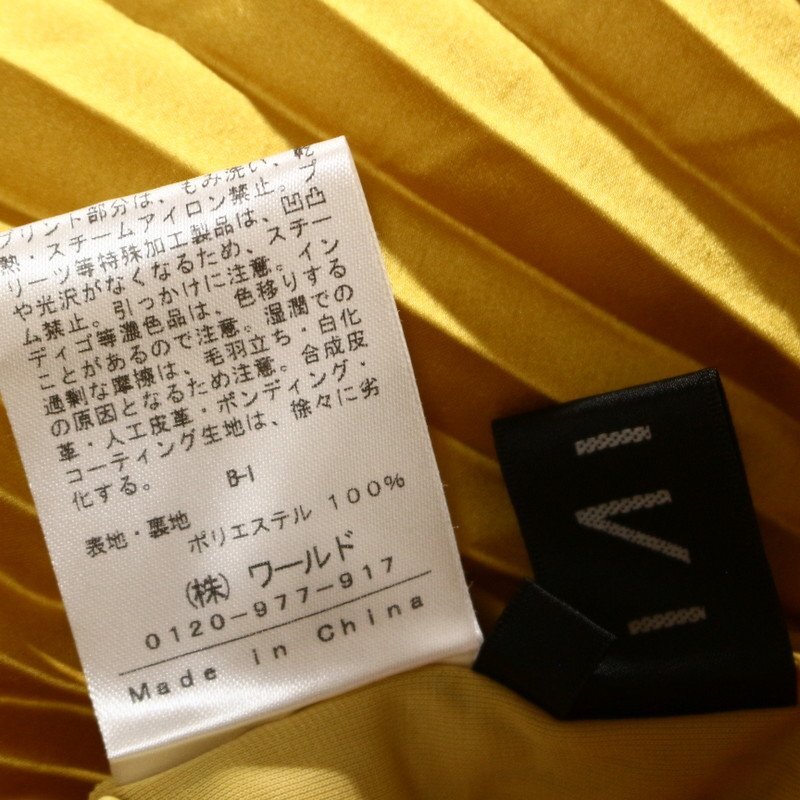 プリント部分は、もみ洗い、乾
熱・スチームアイロン禁止。プ
リーツ等特殊加工製品は、凹凸
や光沢がなくなるため、スチー
ム禁止。引っかけに注意。イン
ディゴ等濃色品は、色移りする
ことがあるので注意。湿潤での
過剰な摩擦は、毛羽立ち・白化
の原因となるため注意。合成皮
革・人工皮革・ボンディング・
コーティング生地は、徐々に劣
化する。
B-I
表地・裏地
ポリエステル 100%
(株) ワールド
0120-977-917
Made in China